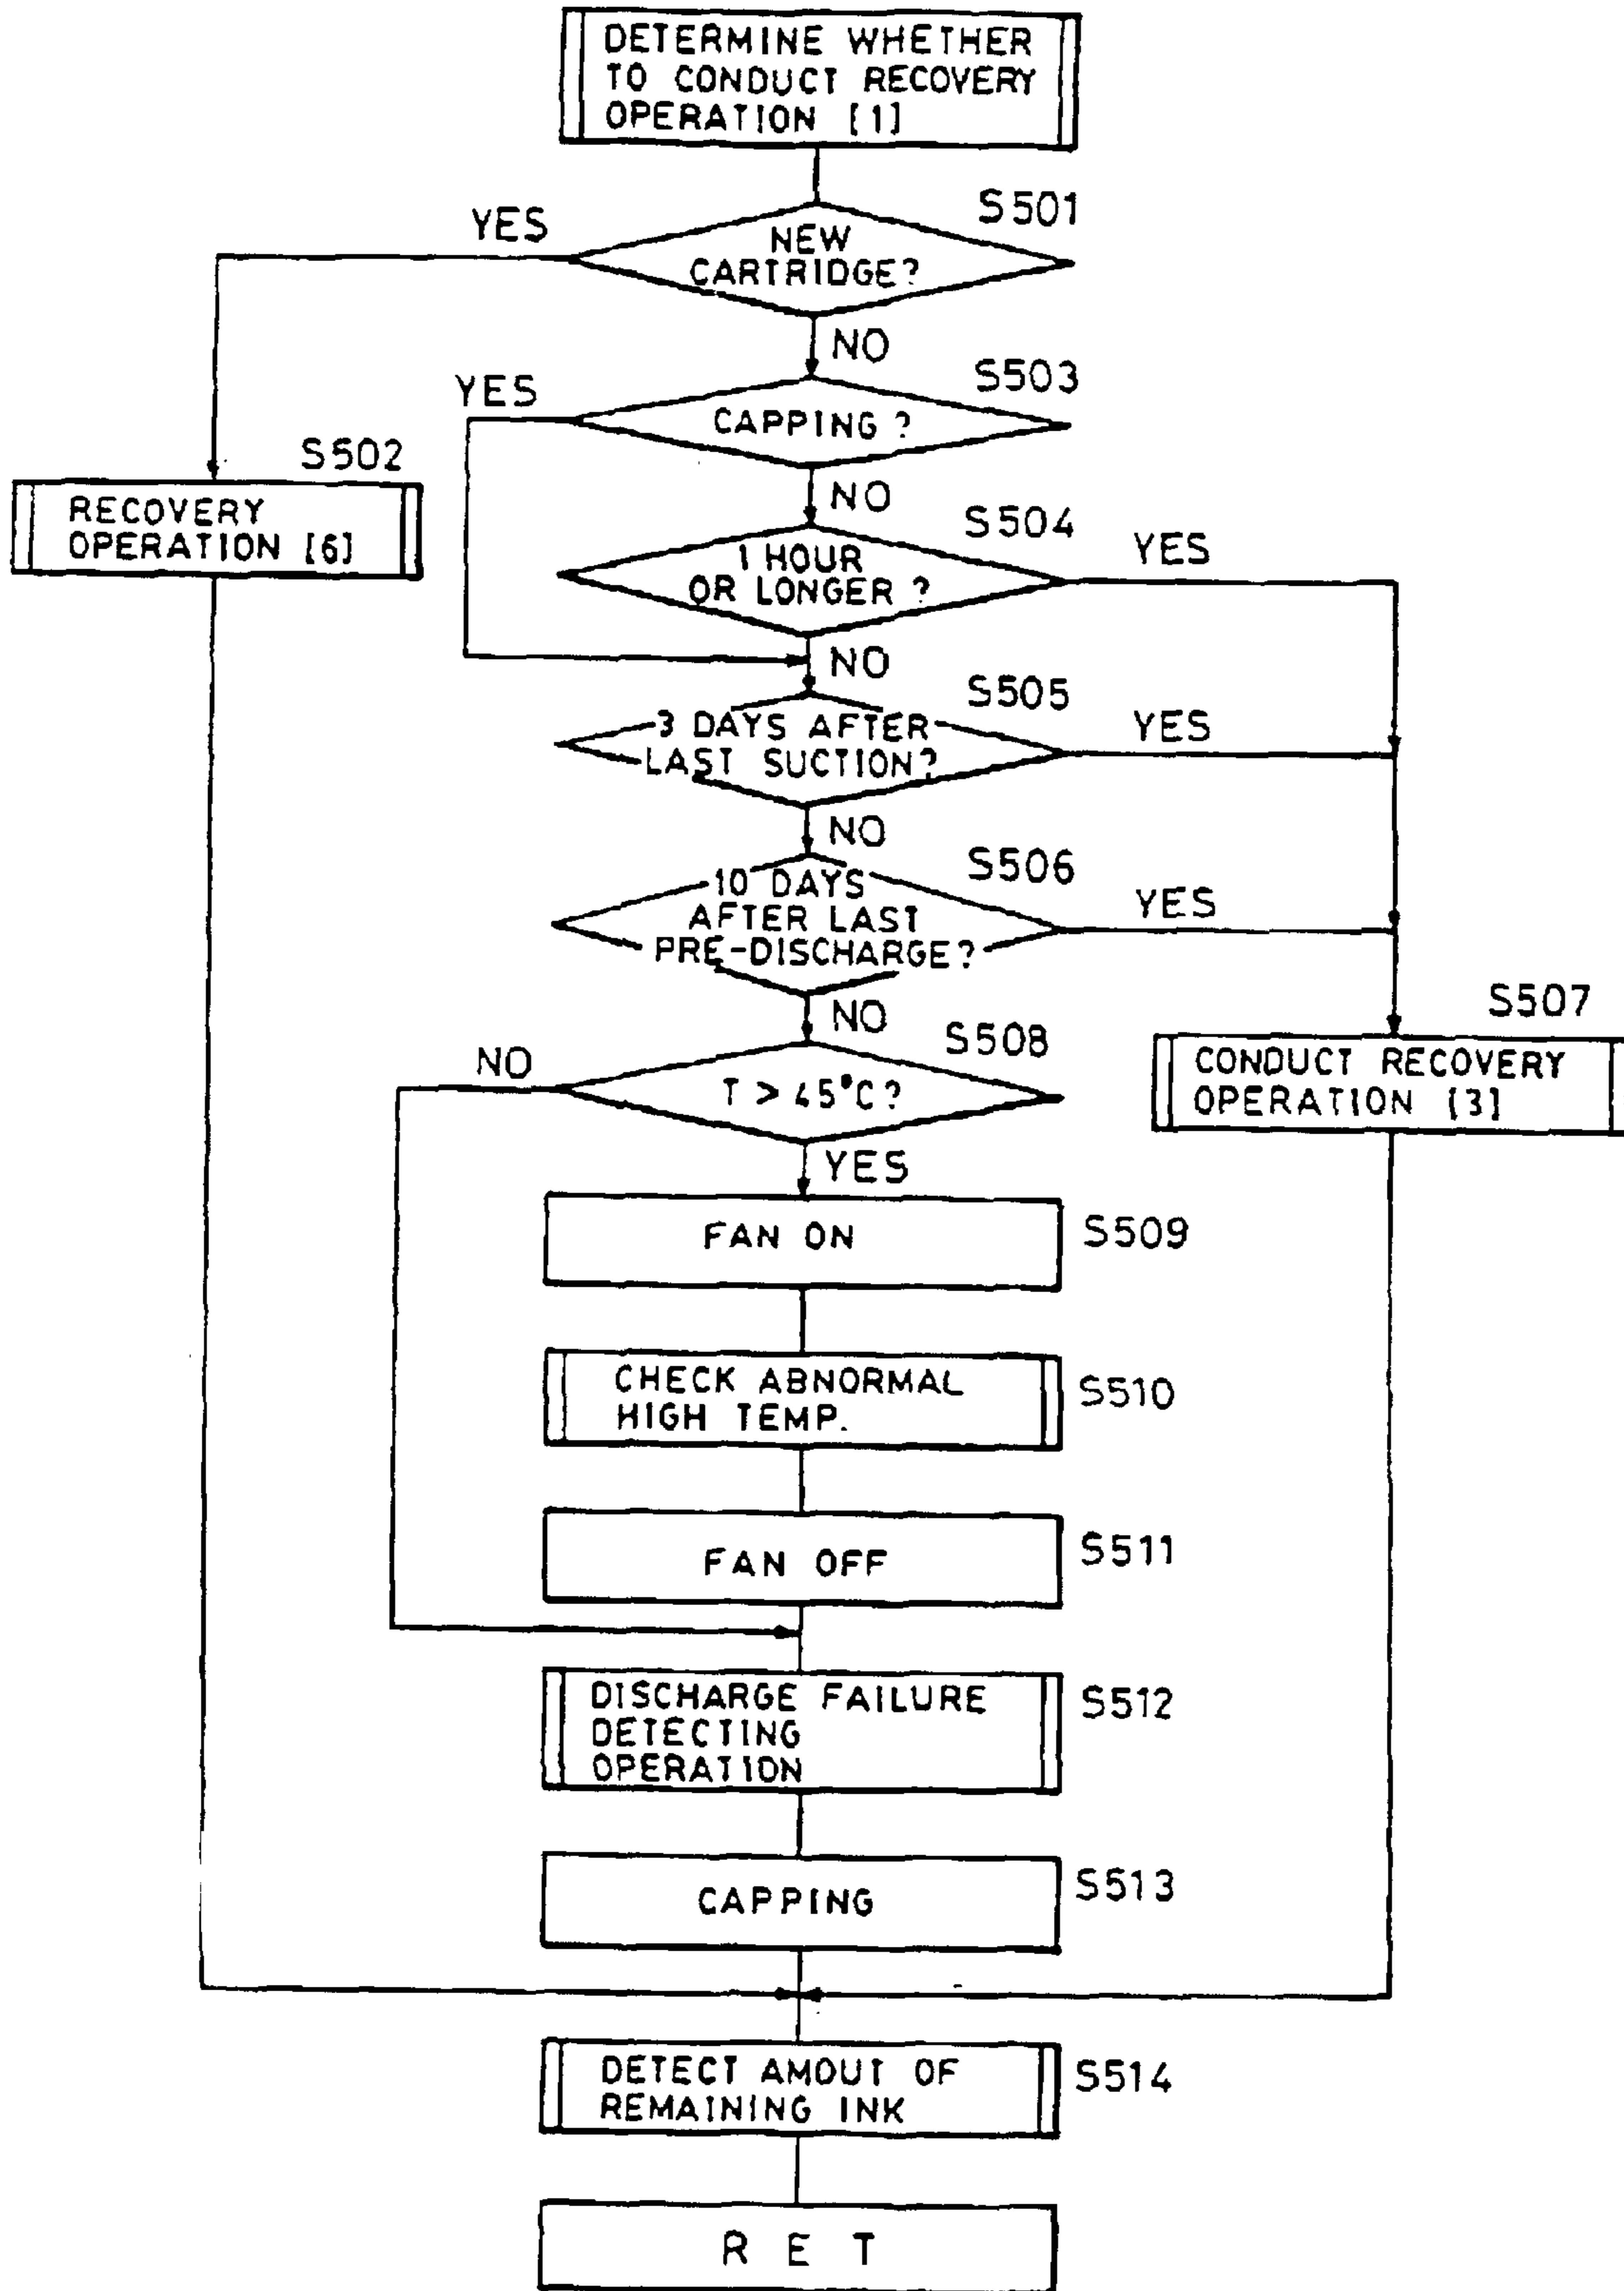 DETERMINE WHETHER
TO CONDUCT RECOVERY
OPERATION [1]
S501
YES
NEW
CARTRIDGE?
NO
S503
YES
CAPPING ?
S502
NO
RECOVERY
OPERATION [6]
S504
1 HOUR
OR LONGER ?
YES
NO
S505
3 DAYS AFTER
LAST SUCTION?
YES
NO
S506
10 DAYS
AFTER LAST
PRE-DISCHARGE?
YES
NO
S507
S508
NO
T > 45°C?
CONDUCT RECOVERY
OPERATION [3]
YES
FAN ON
S509
CHECK ABNORMAL
HIGH TEMP.
S510
FAN OFF
S511
DISCHARGE FAILURE
DETECTING
OPERATION
S512
CAPPING
S513
DETECT AMOUT OF
REMAINING INK
S514
R E T